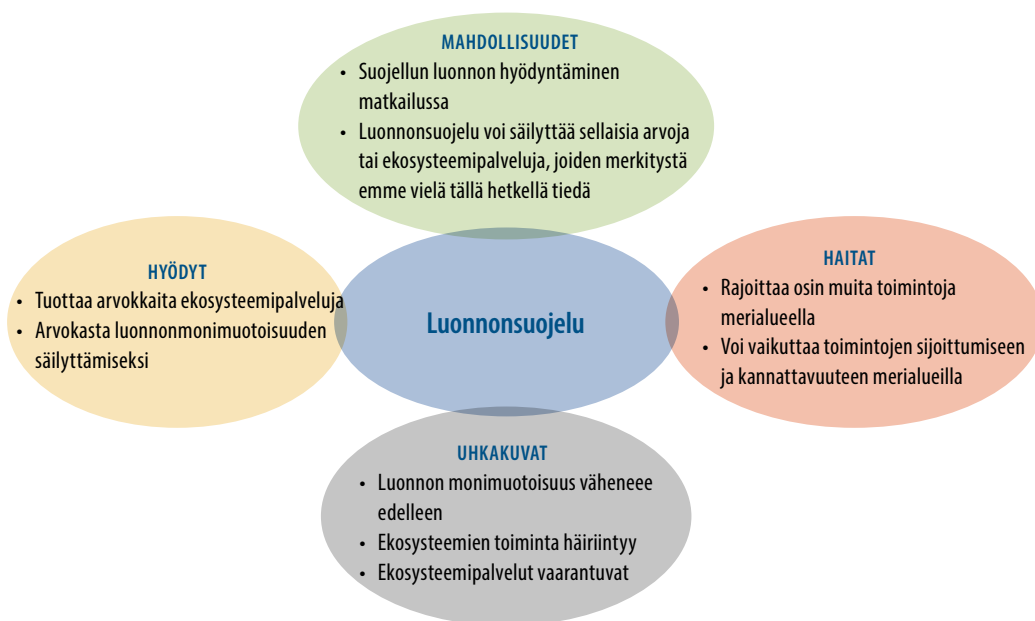 MAHDOLLISUUDET
• Suojellun luonnon hyödyntäminen
matkailussa
• Luonnonsuojelu voi säilyttää sellaisia arvoja
tai ekosysteemipalveluja, joiden merkitystä
emme vielä tällä hetkellä tiedä
HYÖDYT
• Tuottaa arvokkaita ekosysteemipalveluja
• Arvokasta luonnonmonimuotoisuuden
säilyttämiseksi
Luonnonsuojelu
HAITAT
• Rajoittaa osin muita toimintoja
merialueella
• Voi vaikuttaa toimintojen sijoittumiseen
ja kannattavuuteen merialueilla
UHKAKUVAT
• Luonnon monimuotoisuus väheneee
edelleen
• Ekosysteemien toiminta häiriintyy
• Ekosysteemipalvelut vaarantuvat